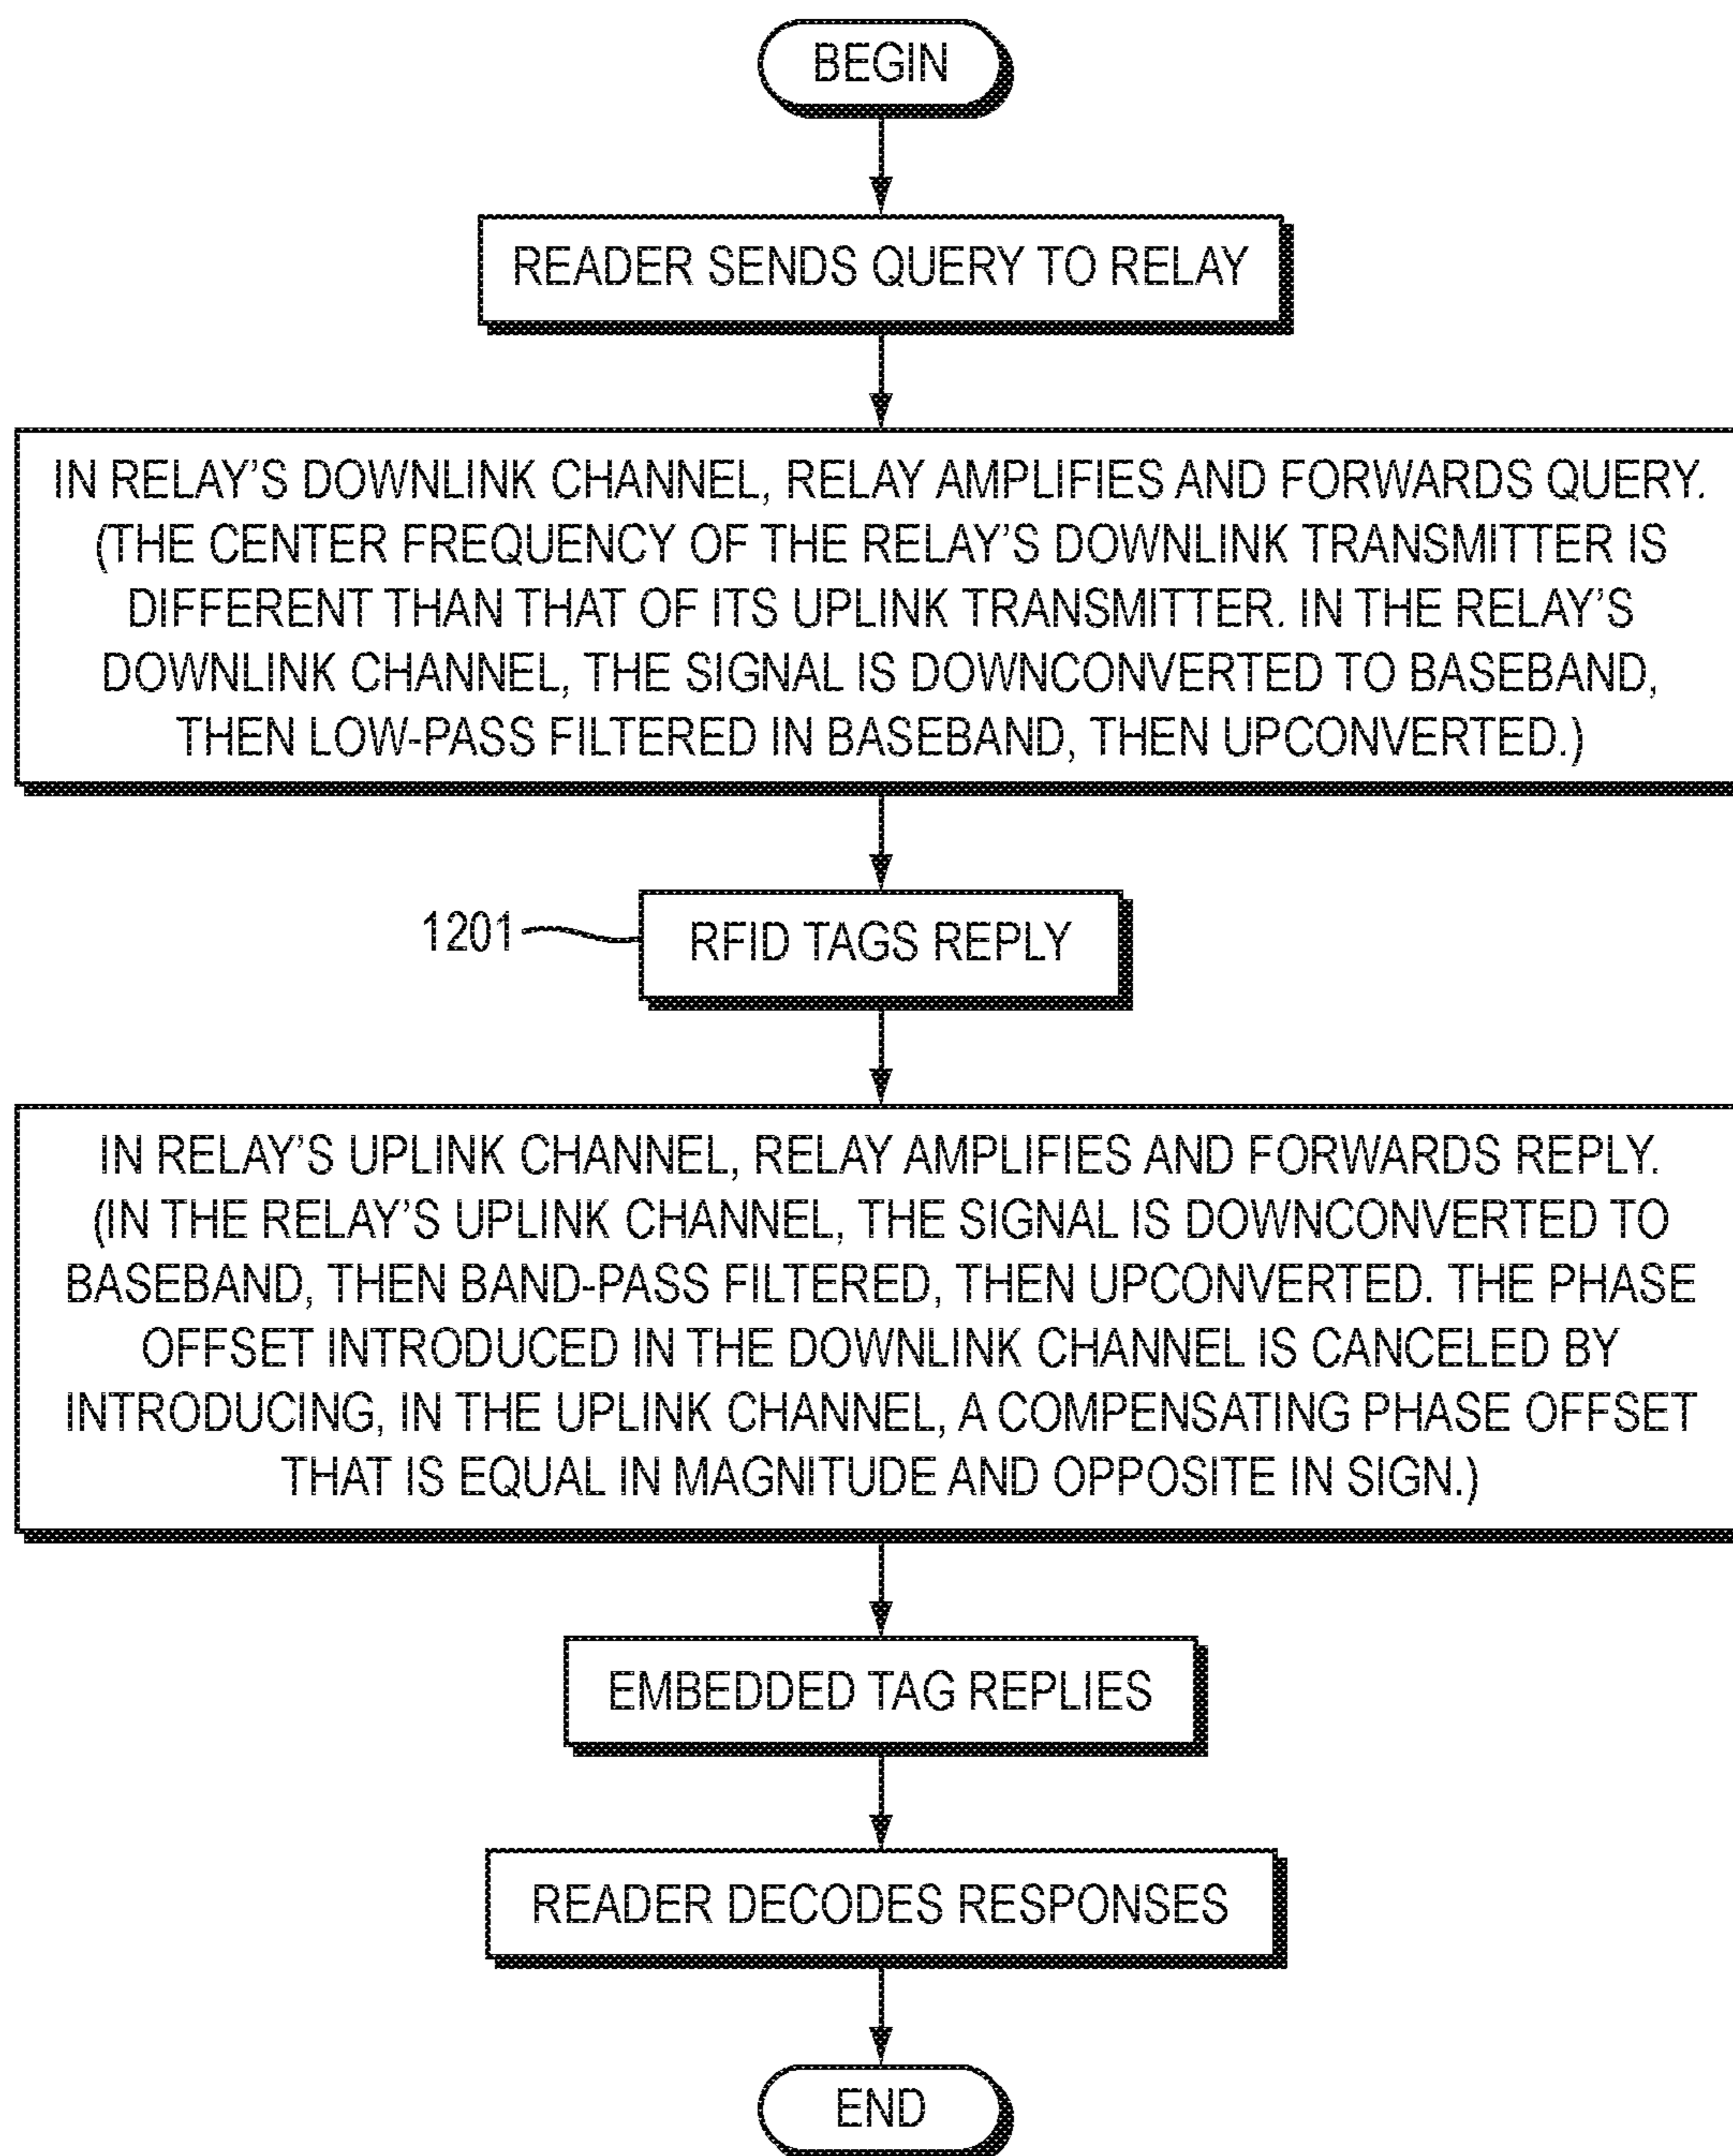 BEGIN
READER SENDS QUERY TO RELAY
IN RELAY'S DOWNLINK CHANNEL, RELAY AMPLIFIES AND FORWARDS QUERY.
(THE CENTER FREQUENCY OF THE RELAY'S DOWNLINK TRANSMITTER IS
DIFFERENT THAN THAT OF ITS UPLINK TRANSMITTER. IN THE RELAY'S
DOWNLINK CHANNEL, THE SIGNAL IS DOWNCONVERTED TO BASEBAND,
THEN LOW-PASS FILTERED IN BASEBAND, THEN UPCONVERTED.)
1201
RFID TAGS REPLY
IN RELAY'S UPLINK CHANNEL, RELAY AMPLIFIES AND FORWARDS REPLY.
(IN THE RELAY'S UPLINK CHANNEL, THE SIGNAL IS DOWNCONVERTED TO
BASEBAND, THEN BAND-PASS FILTERED, THEN UPCONVERTED. THE PHASE
OFFSET INTRODUCED IN THE DOWNLINK CHANNEL IS CANCELED BY
INTRODUCING, IN THE UPLINK CHANNEL, A COMPENSATING PHASE OFFSET
THAT IS EQUAL IN MAGNITUDE AND OPPOSITE IN SIGN.)
EMBEDDED TAG REPLIES
READER DECODES RESPONSES
END